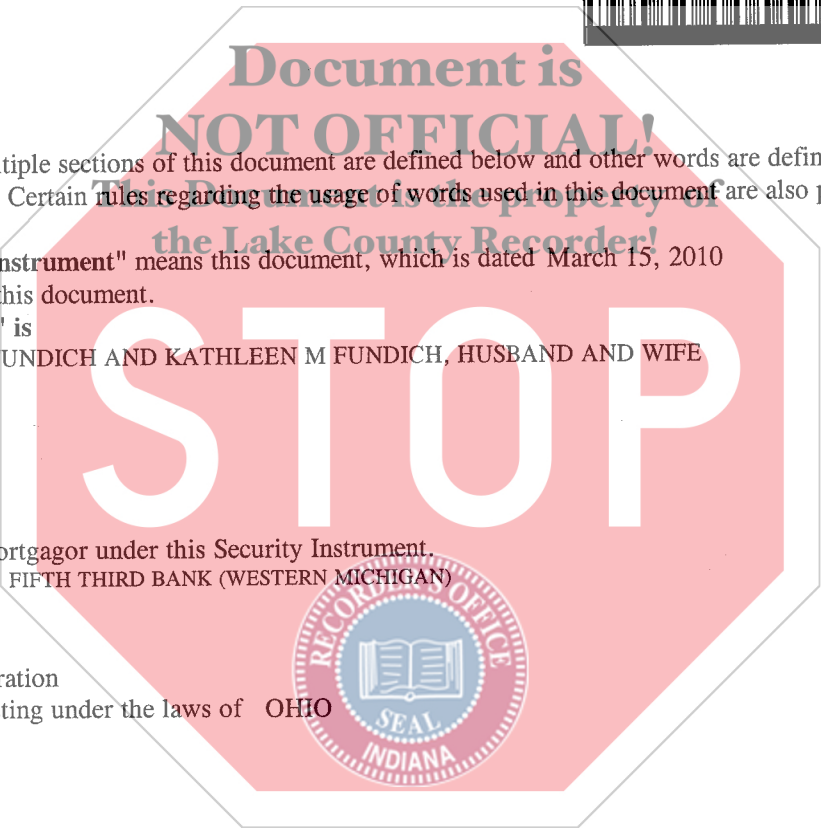 Document is
NOT OFFICIAL!
tiple sections of this document are defined below and other words are defin
Certain rules regarding the usage of words used in this document are also p
This Document is the property of
the Lake County Recorder!
nstrument" means this document, which is dated March 15, 2010
this document.
" is
UNDICH AND KATHLEEN M FUNDICH, HUSBAND AND WIFE
STOP
ortgagor under this Security Instrument.
FIFTH THIRD BANK (WESTERN MICHIGAN)
RECORDER'S OFFICE
ration
ting under the laws of OHIO
SEAL
INDIANA